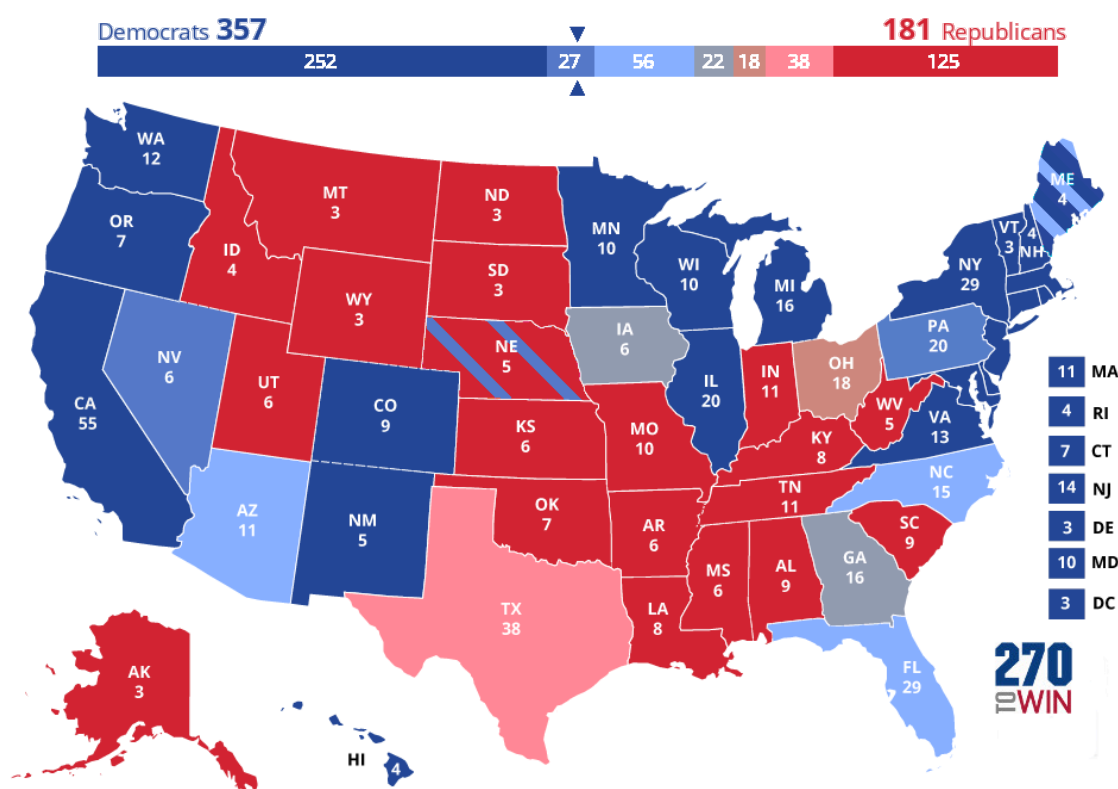 Democrats 357
181 Republicans
252 27 56 22 18 38 125
WA
12
OR
7
CA
55
NV
6
ID
4
MT
3
WY
3
UT
6
AZ
11
CO
9
NM
5
ND
3
SD
3
NE
5
KS
6
OK
7
TX
38
MN
10
IA
6
MO
10
AR
6
LA
8
WI
10
IL
20
MI
16
IN
11
OH
18
KY
8
TN
11
MS
6
AL
9
GA
16
FL
29
SC
9
NC
15
VA
13
WV
5
PA
20
NY
29
VT
3
4
NH
ME
4
11 MA
4 RI
7 CT
14 NJ
3 DE
10 MD
3 DC
AK
3
HI
4
270
TO WIN